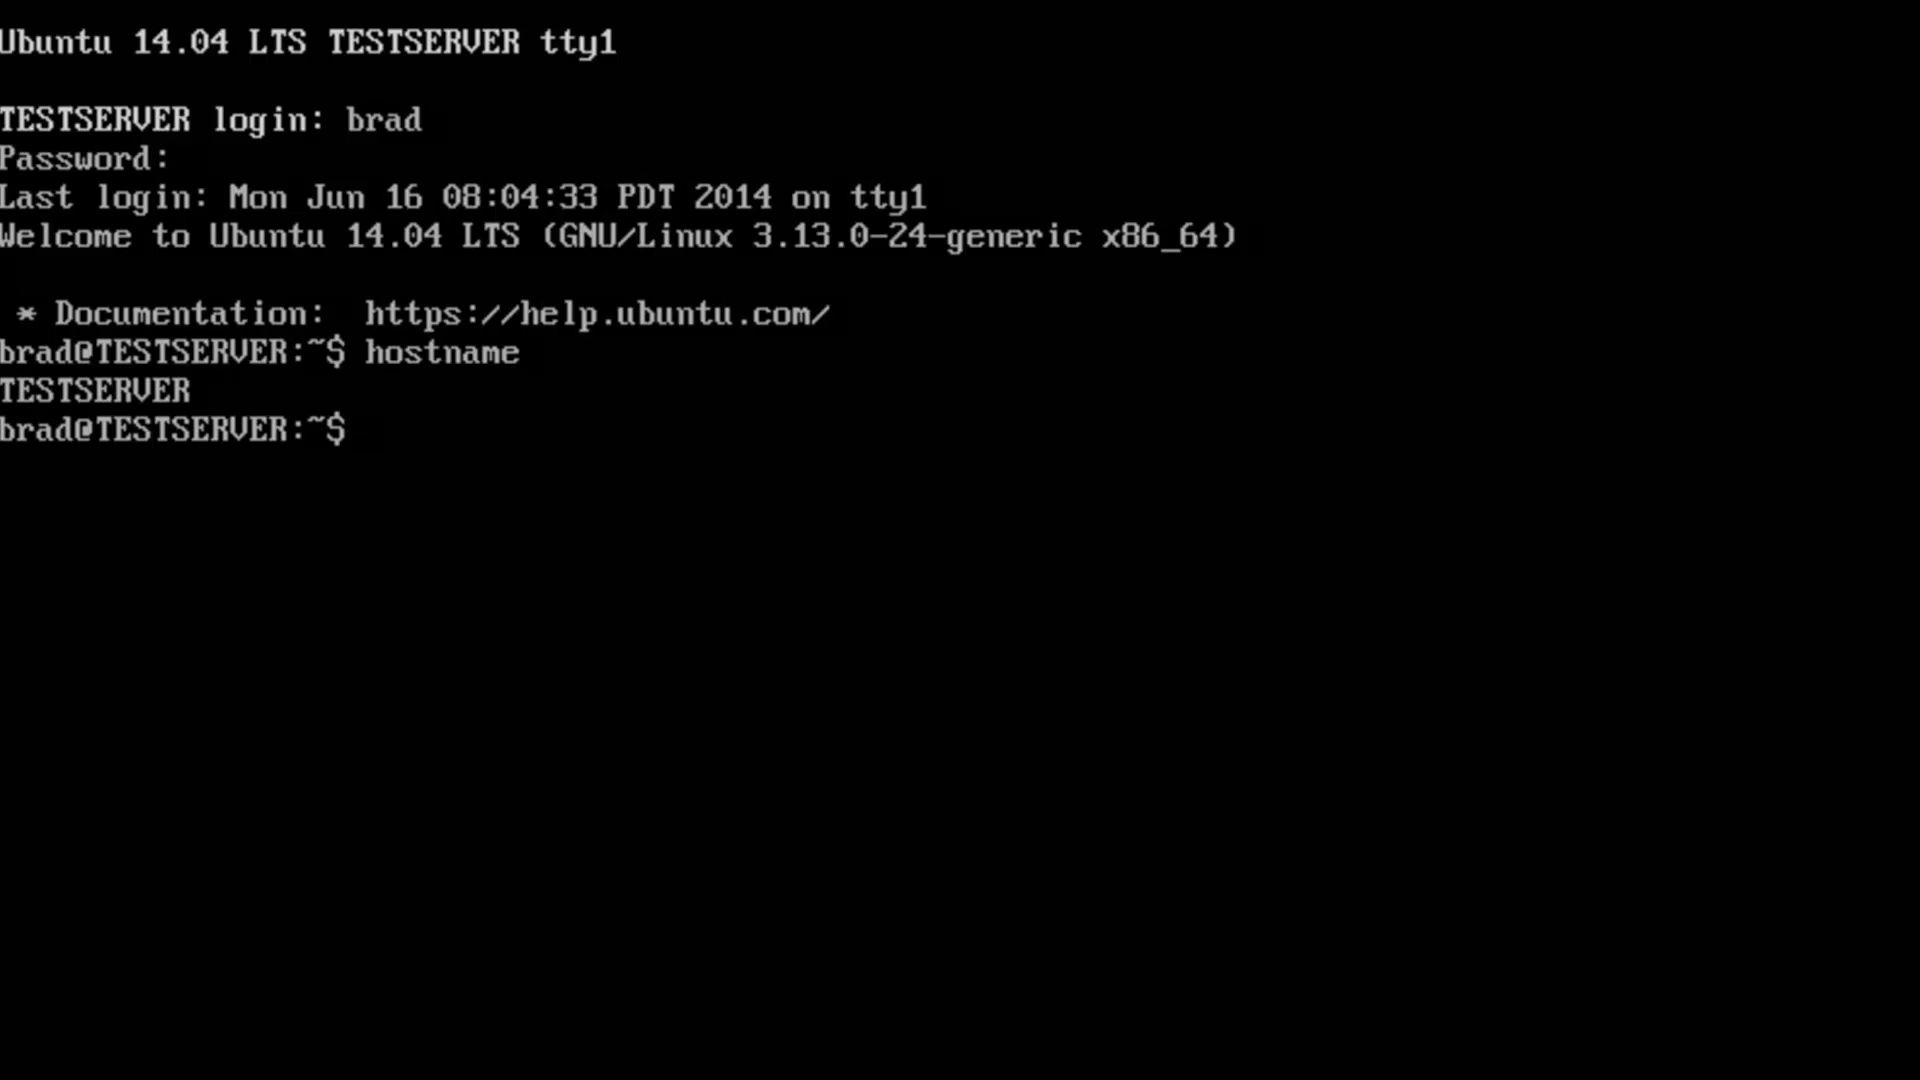 Ubuntu 14.04 LTS TESTSERVER tty1
TESTSERVER login: brad
Password:
Last login: Mon Jun 16 08:04:33 PDT 2014 on tty1
Welcome to Ubuntu 14.04 LTS (GNU/Linux 3.13.0-24-generic x86_64)
* Documentation:  https://help.ubuntu.com/
brad@TESTSERVER:~$ hostname
TESTSERVER
brad@TESTSERVER:~$